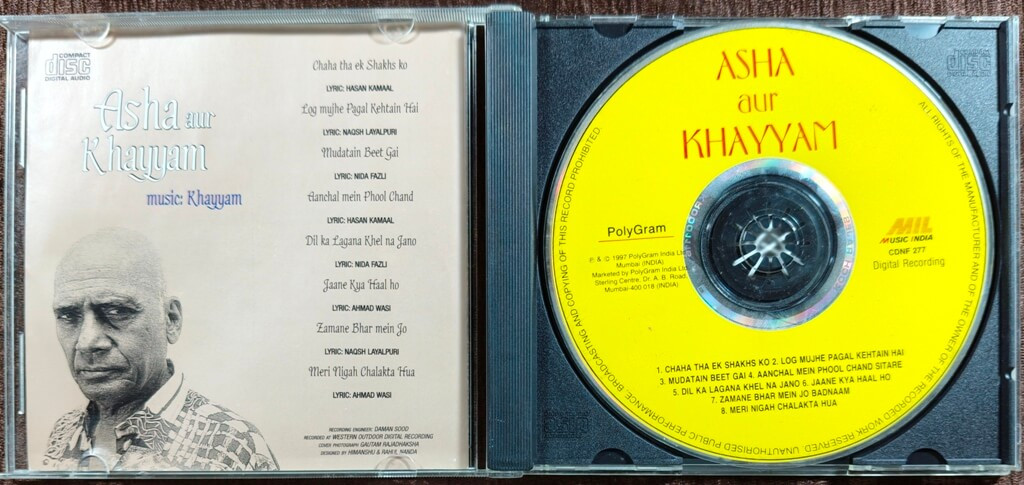 COMPACT
disc
DIGITAL AUDIO
Asha aur
Khayyam
music: Khayyam
Chaha tha ek Shakhs ko
LYRIC: HASAN KAMAAL
Log mujhe Pagal Kehtain Hai
LYRIC: NAQSH LAYALPURI
Mudatain Beet Gai
LYRIC: NIDA FAZLI
Aanchal mein Phool Chand
LYRIC: HASAN KAMAAL
Dil ka Lagana Khel na Jano
LYRIC: NIDA FAZLI
Jaane Kya Haal ho
LYRIC: AHMAD WASI
Zamane Bhar mein Jo
LYRIC: NAQSH LAYALPURI
Meri Nigah Chalakta Hua
LYRIC: AHMAD WASI
RECORDING ENGINEER: DAMAN SOOD
RECORDED AT WESTERN OUTDOOR DIGITAL RECORDING
COVER PHOTOGRAPH: GAUTAM RAJADHAKSHA
DESIGNED BY HIMANSHU & RAHUL NANDA
ASHA
aur
KHAYYAM
PolyGram
℗ & © 1997 PolyGram India Ltd
Mumbai (INDIA)
Marketed by PolyGram India Ltd
Sterling Centre, Dr. A. B. Road
Mumbai-400 018 (INDIA)
MIL
MUSIC INDIA
CDNF 277
Digital Recording
1. CHAHA THA EK SHAKHS KO 2. LOG MUJHE PAGAL KEHTAIN HAI
3. MUDATAIN BEET GAI 4. AANCHAL MEIN PHOOL CHAND SITARE
5. DIL KA LAGANA KHEL NA JANO 6. JAANE KYA HAAL HO
7. ZAMANE BHAR MEIN JO BADNAAM
8. MERI NIGAH CHALAKTA HUA
ALL RIGHTS OF THE MANUFACTURER AND OF THE OWNER OF THE RECORDED WORK RESERVED. UNAUTHORISED PUBLIC PERFORMANCE BROADCASTING AND COPYING OF THIS RECORD PROHIBITED